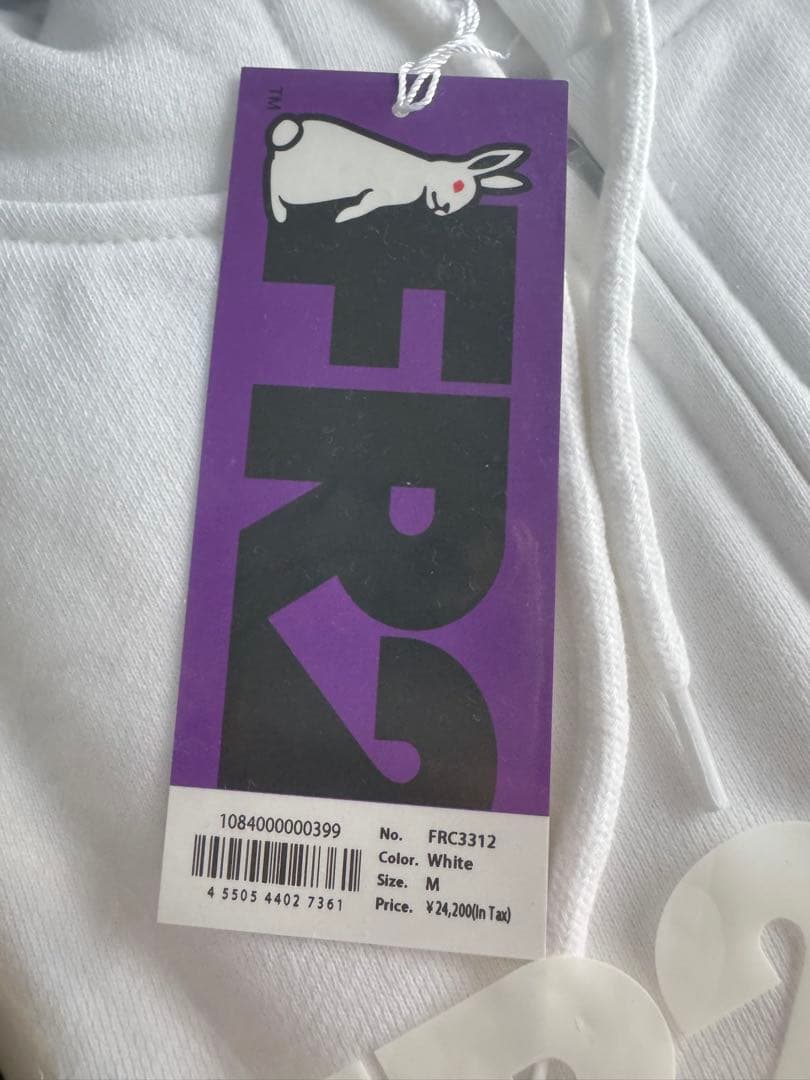 TM
FR2
1084000000399
4 5505 4402 7361
No. FRC3312
Color. White
Size. M
Price. ¥24,200(In Tax)